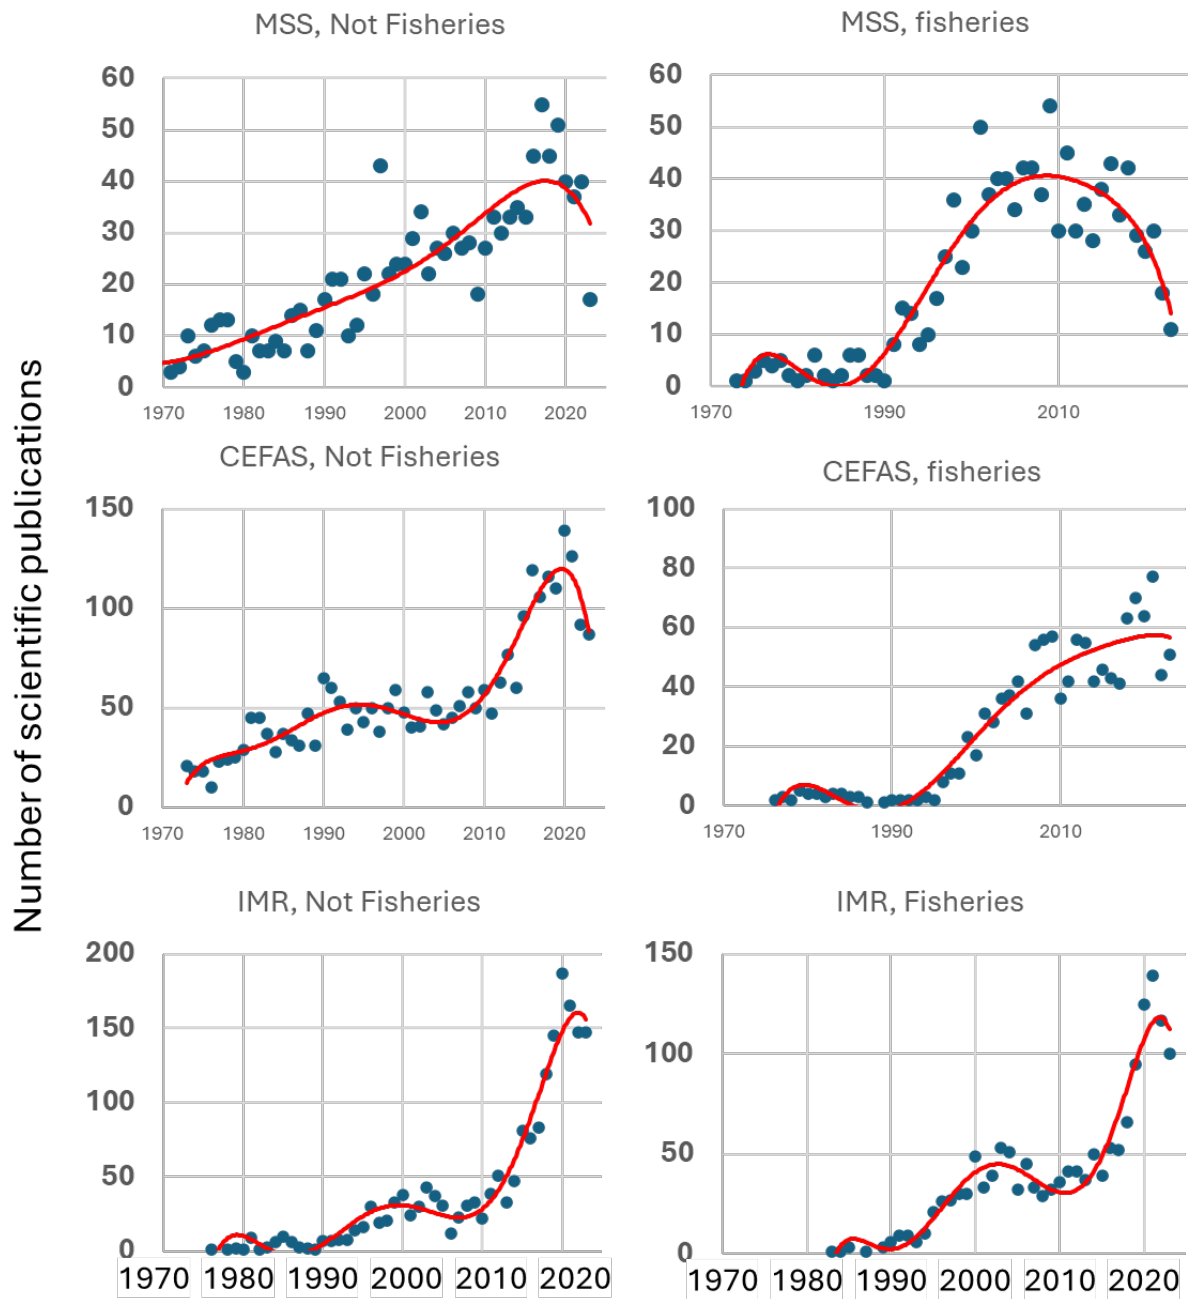 Number of scientific publications
MSS, Not Fisheries
60
50
40
30
20
10
0
1970 1980 1990 2000 2010 2020
MSS, fisheries
60
50
40
30
20
10
0
1970 1990 2010
CEFAS, Not Fisheries
150
100
50
0
1970 1980 1990 2000 2010 2020
CEFAS, fisheries
100
80
60
40
20
0
1970 1990 2010
IMR, Not Fisheries
200
150
100
50
0
1970 1980 1990 2000 2010 2020
IMR, Fisheries
150
100
50
0
1970 1980 1990 2000 2010 2020